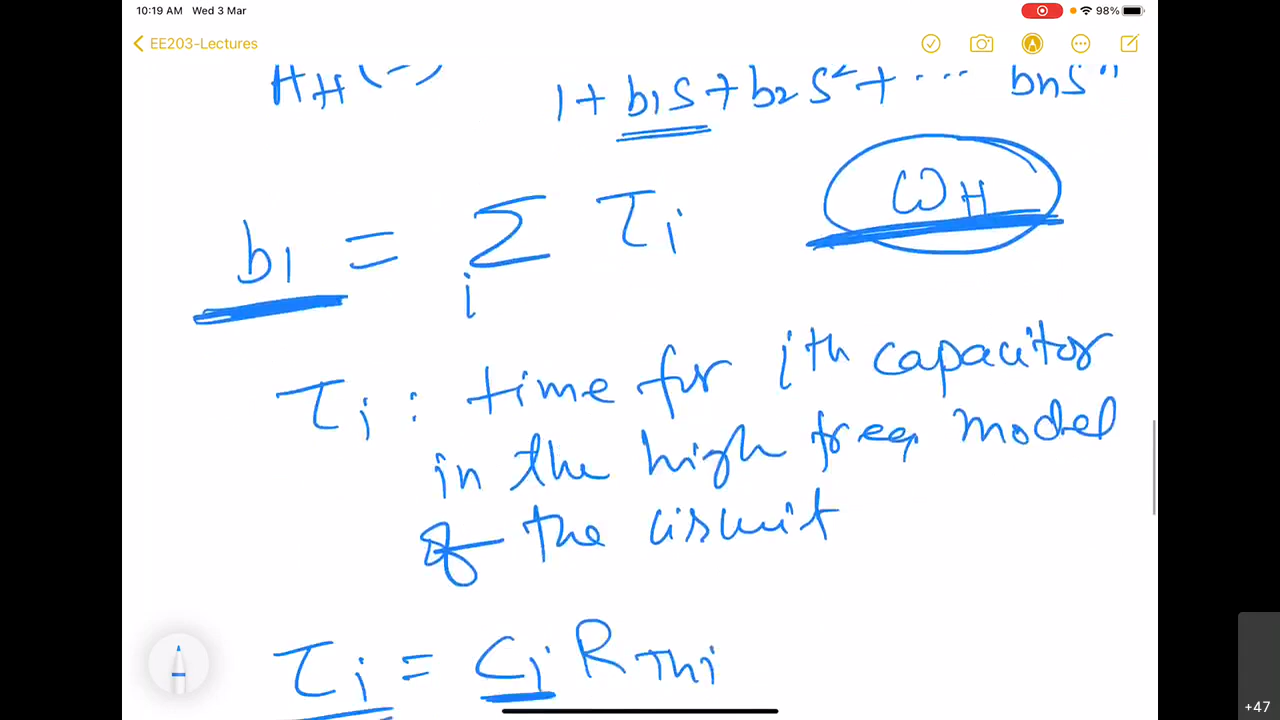 10:19 AM Wed 3 Mar 98%
EE203-Lectures
1 + b1s + b2s² + ... bnsⁿ
ωH
b1 = Σ τi
i
τi : time for ith capacitor
in the high freq model
of the circuit
τi = Ci RThi
+47